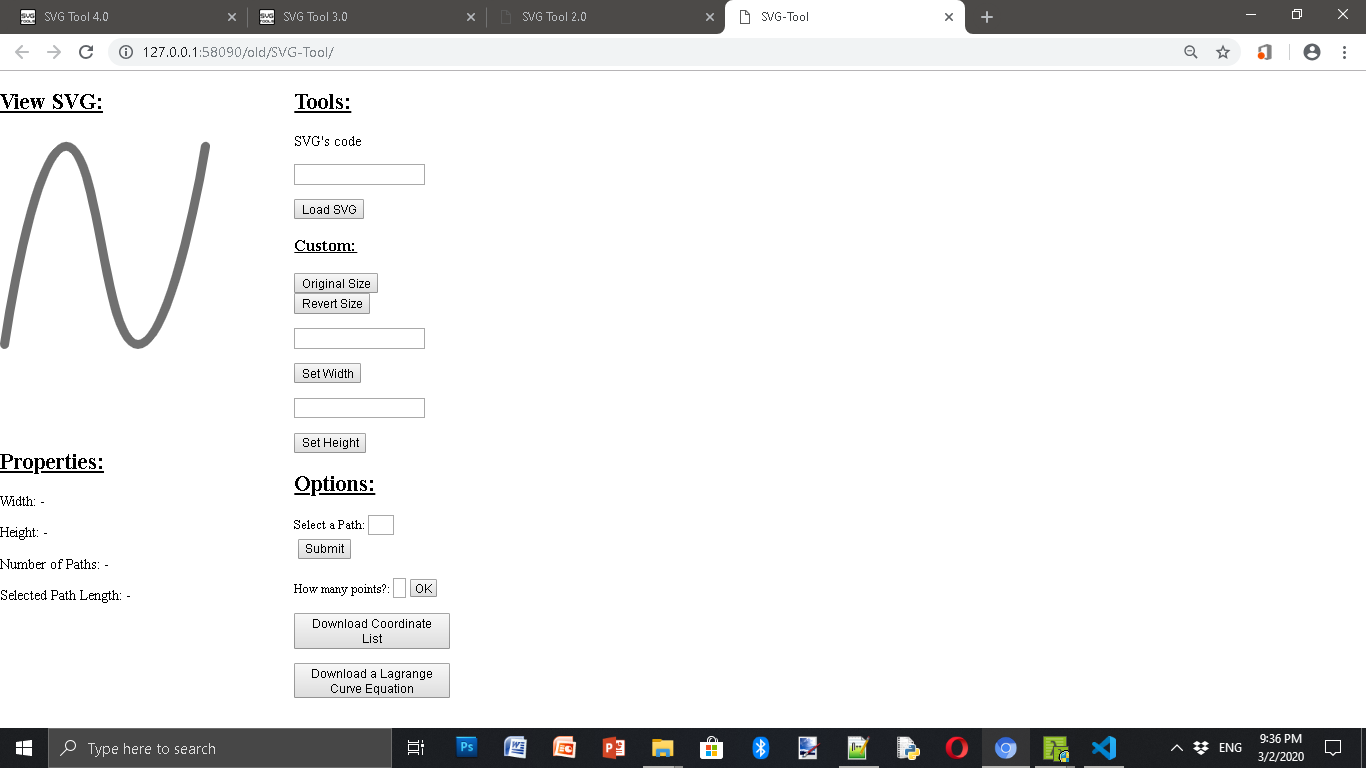 SVG Tool 4.0
SVG Tool 3.0
SVG Tool 2.0
SVG-Tool
127.0.0.1:58090/old/SVG-Tool/
View SVG:
Properties:
Width: -
Height: -
Number of Paths: -
Selected Path Length: -
Tools:
SVG's code
Load SVG
Custom:
Original Size
Revert Size
Set Width
Set Height
Options:
Select a Path:
Submit
How many points?: OK
Download Coordinate
List
Download a Lagrange
Curve Equation
Type here to search
ENG
9:36 PM
3/2/2020